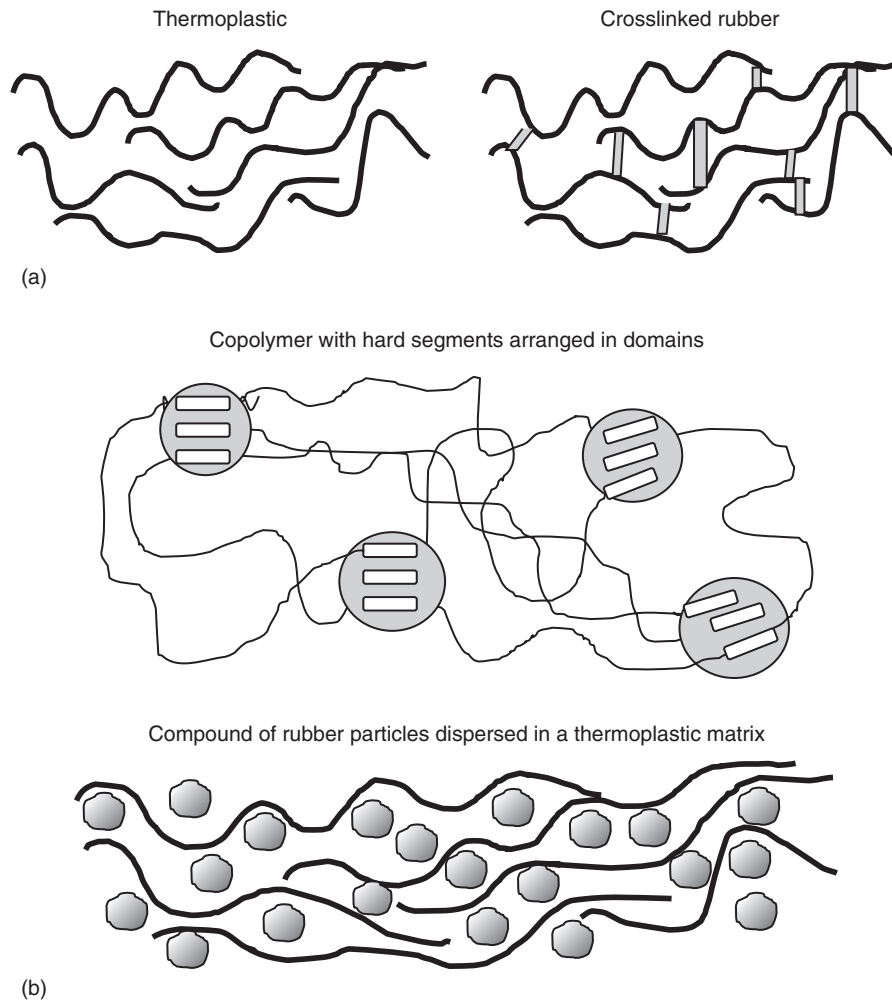 Thermoplastic
Crosslinked rubber
(a)
Copolymer with hard segments arranged in domains
Compound of rubber particles dispersed in a thermoplastic matrix
(b)